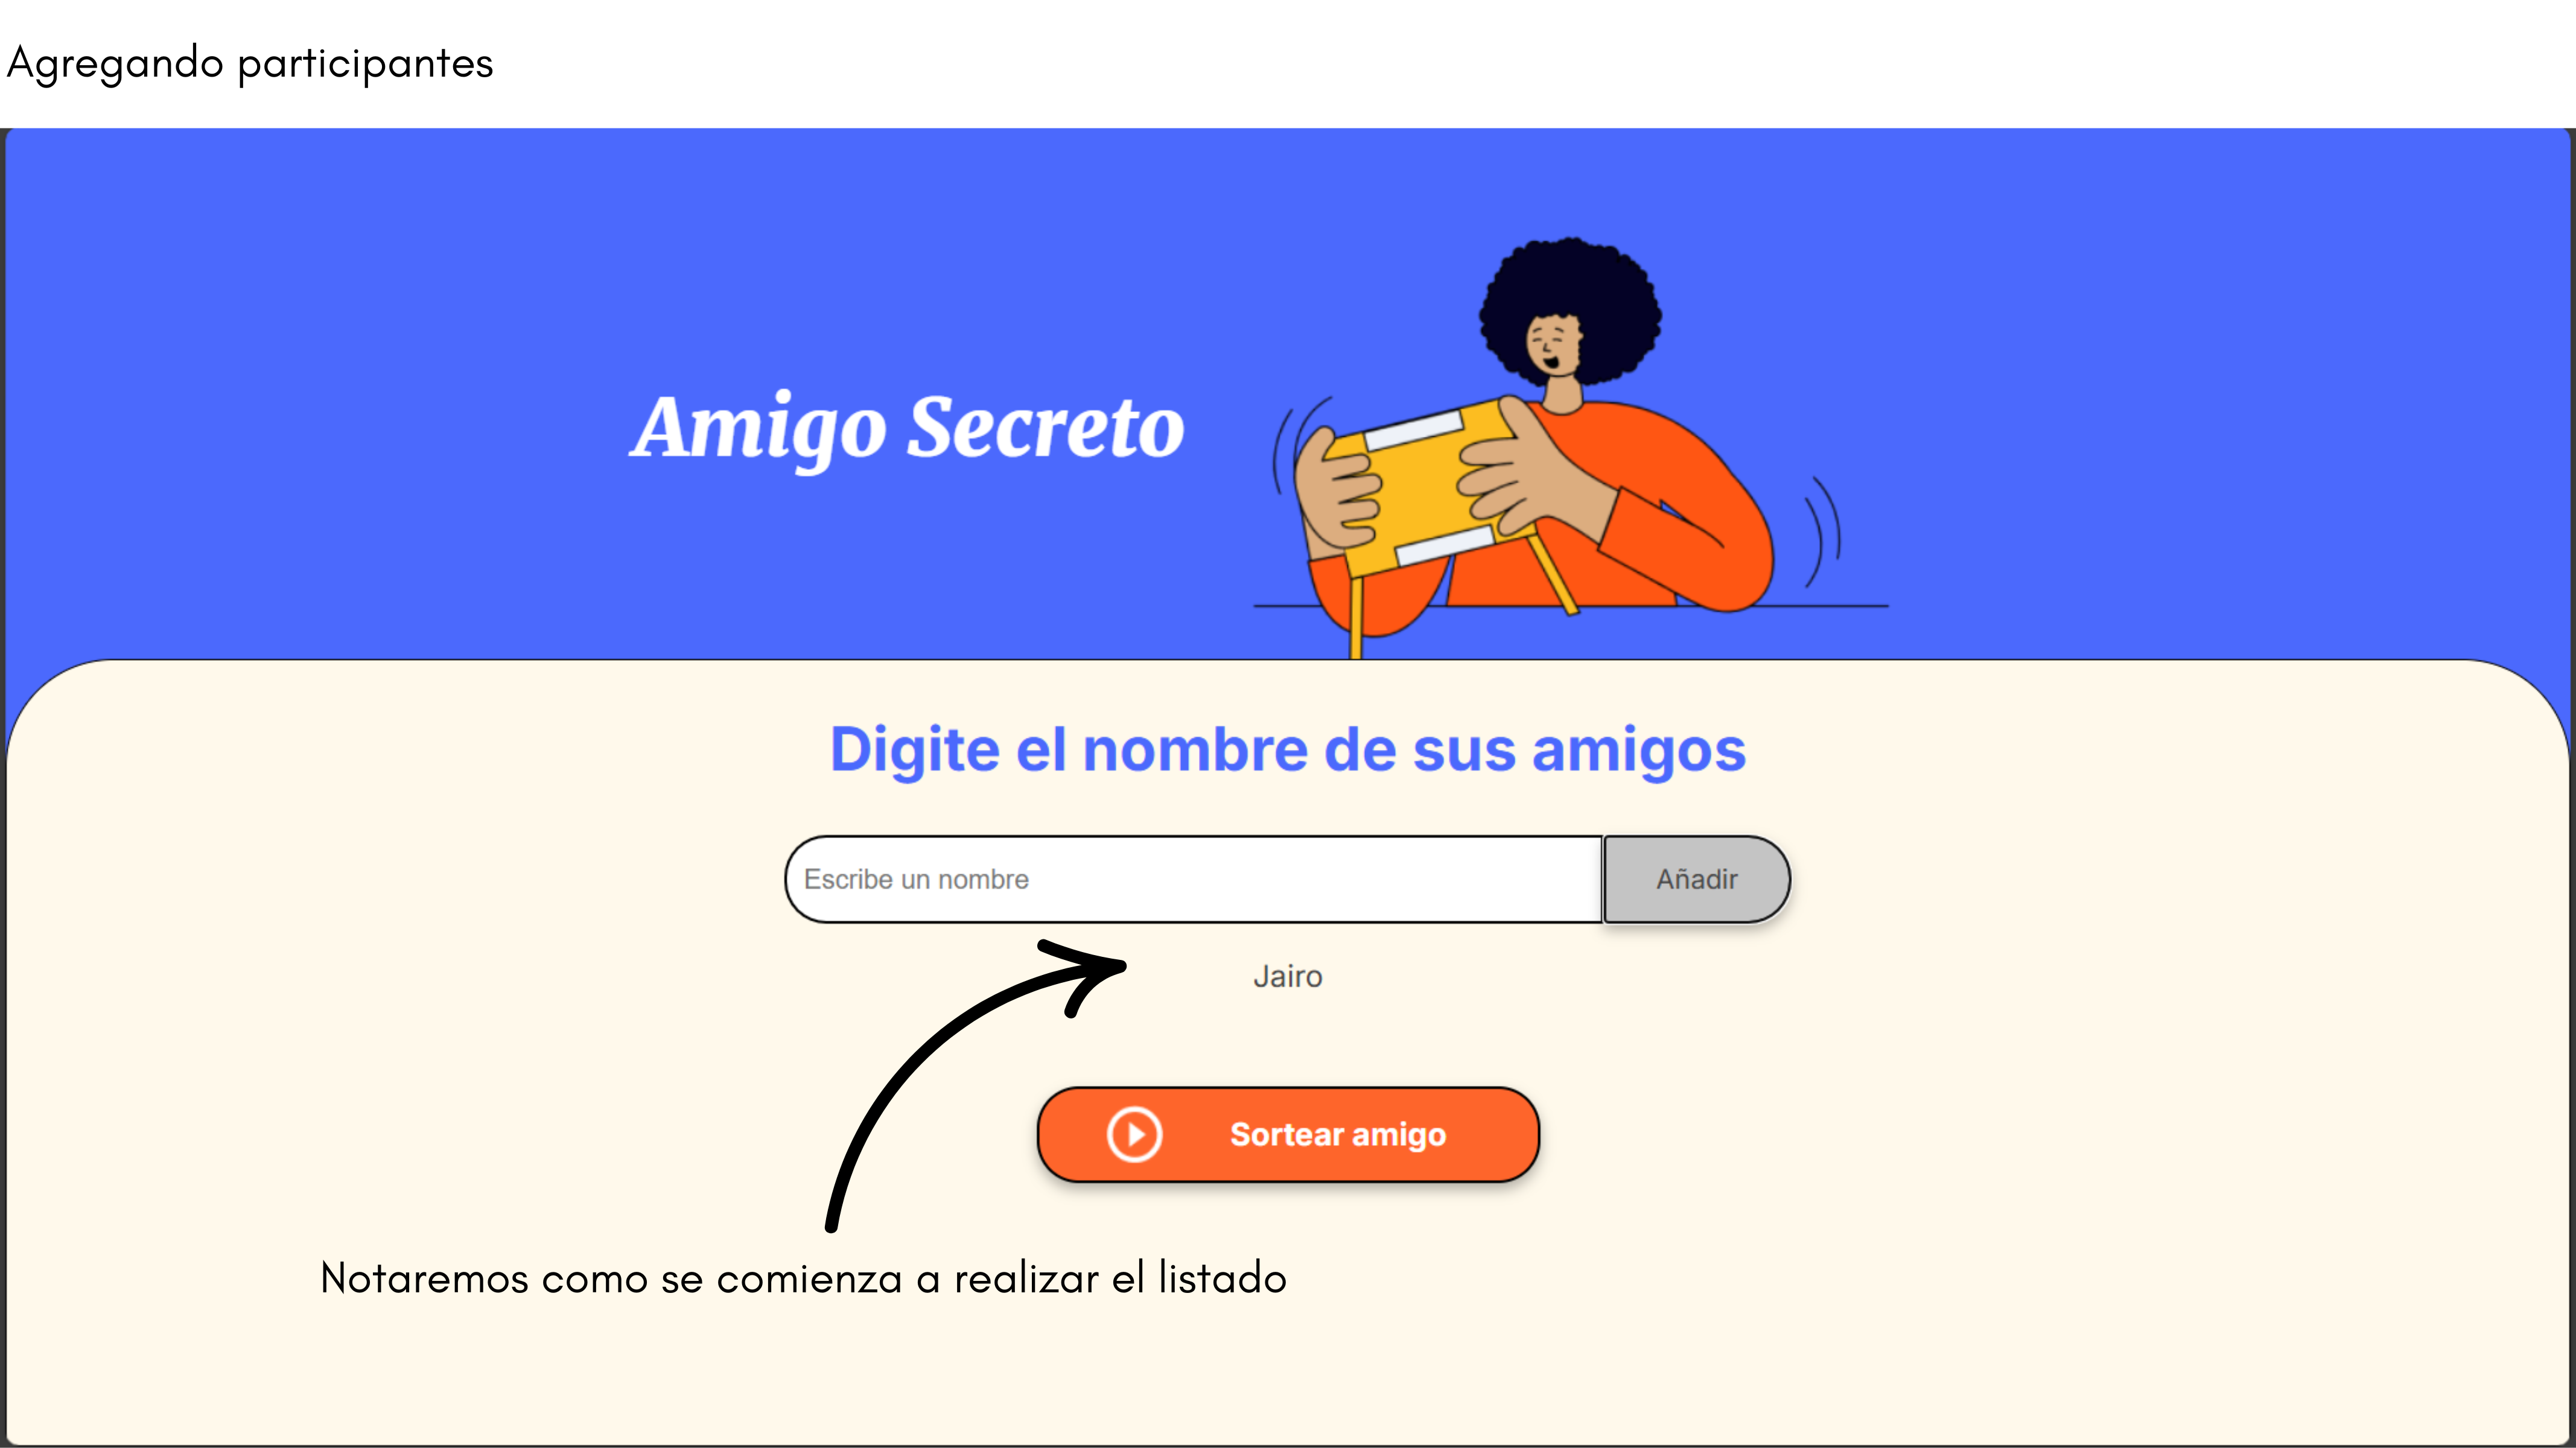 Agregando participantes
Amigo Secreto
Digite el nombre de sus amigos
Escribe un nombre
Añadir
Jairo
Sortear amigo
Notaremos como se comienza a realizar el listado